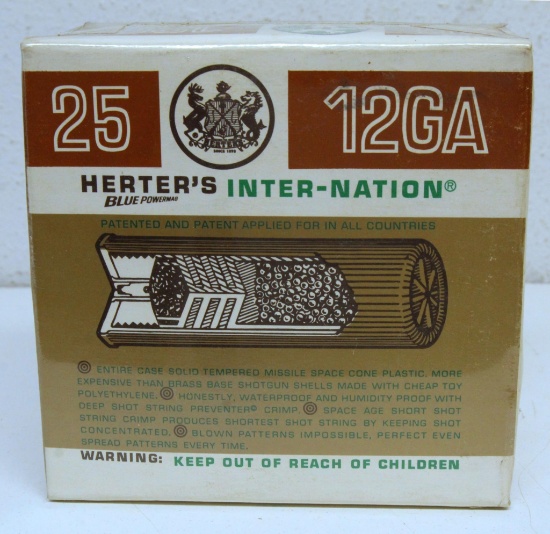 25
12GA
HERTER'S
SINCE 1893
HERTER'S INTER-NATION®
BLUE POWERMAG
PATENTED AND PATENT APPLIED FOR IN ALL COUNTRIES
ENTIRE CASE SOLID TEMPERED MISSILE SPACE CONE PLASTIC. MORE
EXPENSIVE THAN BRASS BASE SHOTGUN SHELLS MADE WITH CHEAP TOY
POLYETHYLENE. HONESTLY, WATERPROOF AND HUMIDITY PROOF WITH
DEEP SHOT STRING PREVENTER® CRIMP. SPACE AGE SHORT SHOT
STRING CRIMP PRODUCES SHORTEST SHOT STRING BY KEEPING SHOT
CONCENTRATED. BLOWN PATTERNS IMPOSSIBLE. PERFECT EVEN
SPREAD PATTERNS EVERY TIME.
WARNING: KEEP OUT OF REACH OF CHILDREN